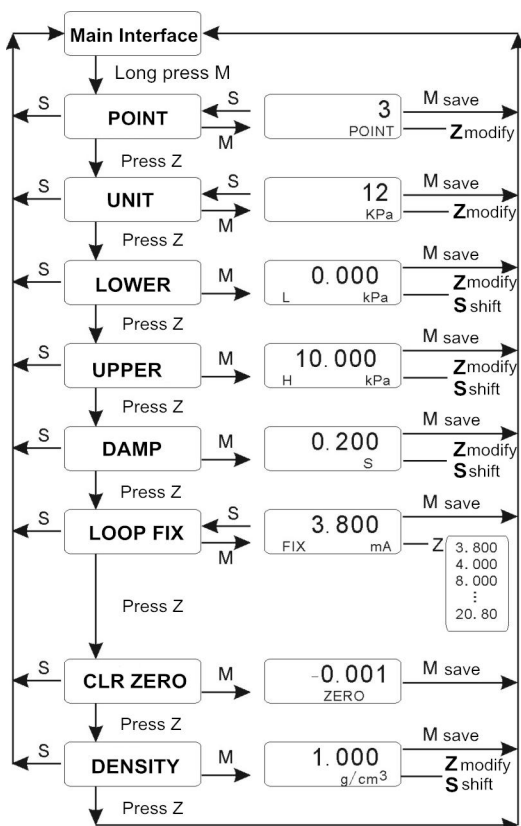 Main Interface
Long press M
S POINT S M 3 POINT M save Z modify
Press Z
S UNIT S M 12 KPa M save Z modify
Press Z
S LOWER M 0.000 L kPa M save Z modify S shift
Press Z
S UPPER M 10.000 H kPa M save Z modify S shift
Press Z
S DAMP M 0.200 S M save Z modify S shift
Press Z
S LOOP FIX S M 3.800 FIX mA M save Z
3.800
4.000
8.000
⋮
20.80
Press Z
S CLR ZERO M -0.001 ZERO M save
Press Z
S DENSITY M 1.000 g/cm³ M save Z modify S shift
Press Z